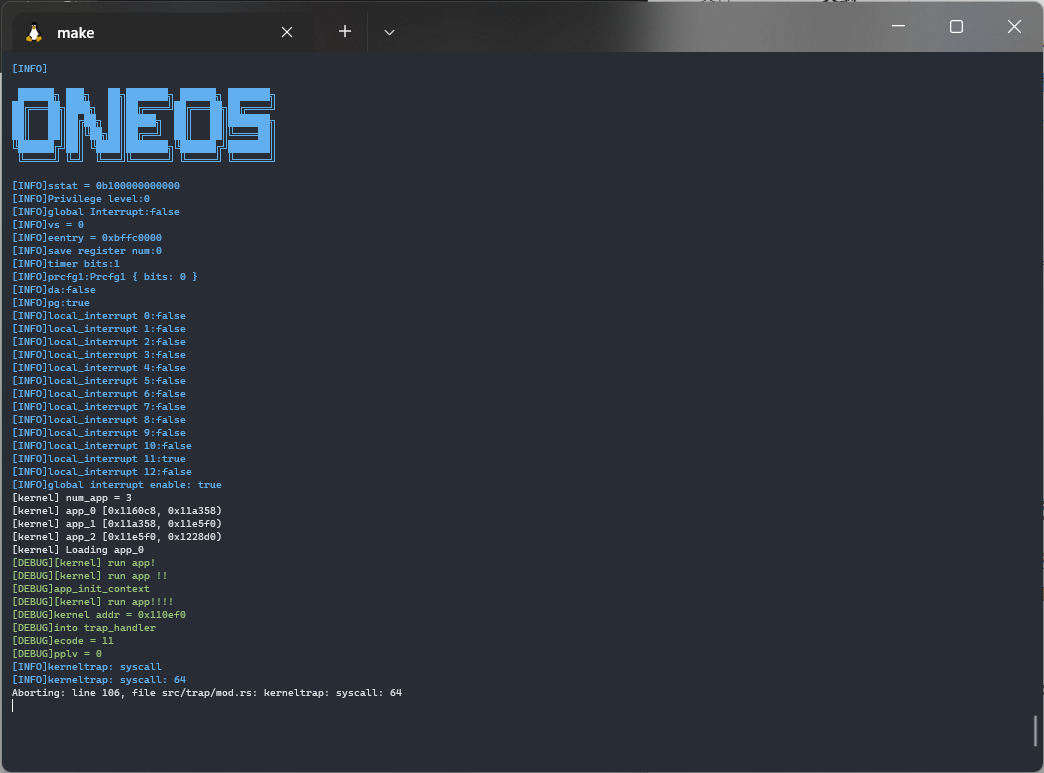 make
[INFO]
ONEOS
[INFO]sstat = 0b100000000000
[INFO]Privilege level:0
[INFO]global Interrupt:false
[INFO]vs = 0
[INFO]eentry = 0xbffc0000
[INFO]save register num:0
[INFO]timer bits:1
[INFO]prcfg1:Prcfg1 { bits: 0 }
[INFO]da:false
[INFO]pg:true
[INFO]local_interrupt 0:false
[INFO]local_interrupt 1:false
[INFO]local_interrupt 2:false
[INFO]local_interrupt 3:false
[INFO]local_interrupt 4:false
[INFO]local_interrupt 5:false
[INFO]local_interrupt 6:false
[INFO]local_interrupt 7:false
[INFO]local_interrupt 8:false
[INFO]local_interrupt 9:false
[INFO]local_interrupt 10:false
[INFO]local_interrupt 11:true
[INFO]local_interrupt 12:false
[INFO]global interrupt enable: true
[kernel] num_app = 3
[kernel] app_0 [0x1160c8, 0x11a358)
[kernel] app_1 [0x11a358, 0x11e5f0)
[kernel] app_2 [0x11e5f0, 0x1228d0)
[kernel] Loading app_0
[DEBUG][kernel] run app!
[DEBUG][kernel] run app !!
[DEBUG]app_init_context
[DEBUG][kernel] run app!!!!
[DEBUG]kernel addr = 0x110ef0
[DEBUG]into trap_handler
[DEBUG]ecode = 11
[DEBUG]pplv = 0
[INFO]kerneltrap: syscall
[INFO]kerneltrap: syscall: 64
Aborting: line 106, file src/trap/mod.rs: kerneltrap: syscall: 64